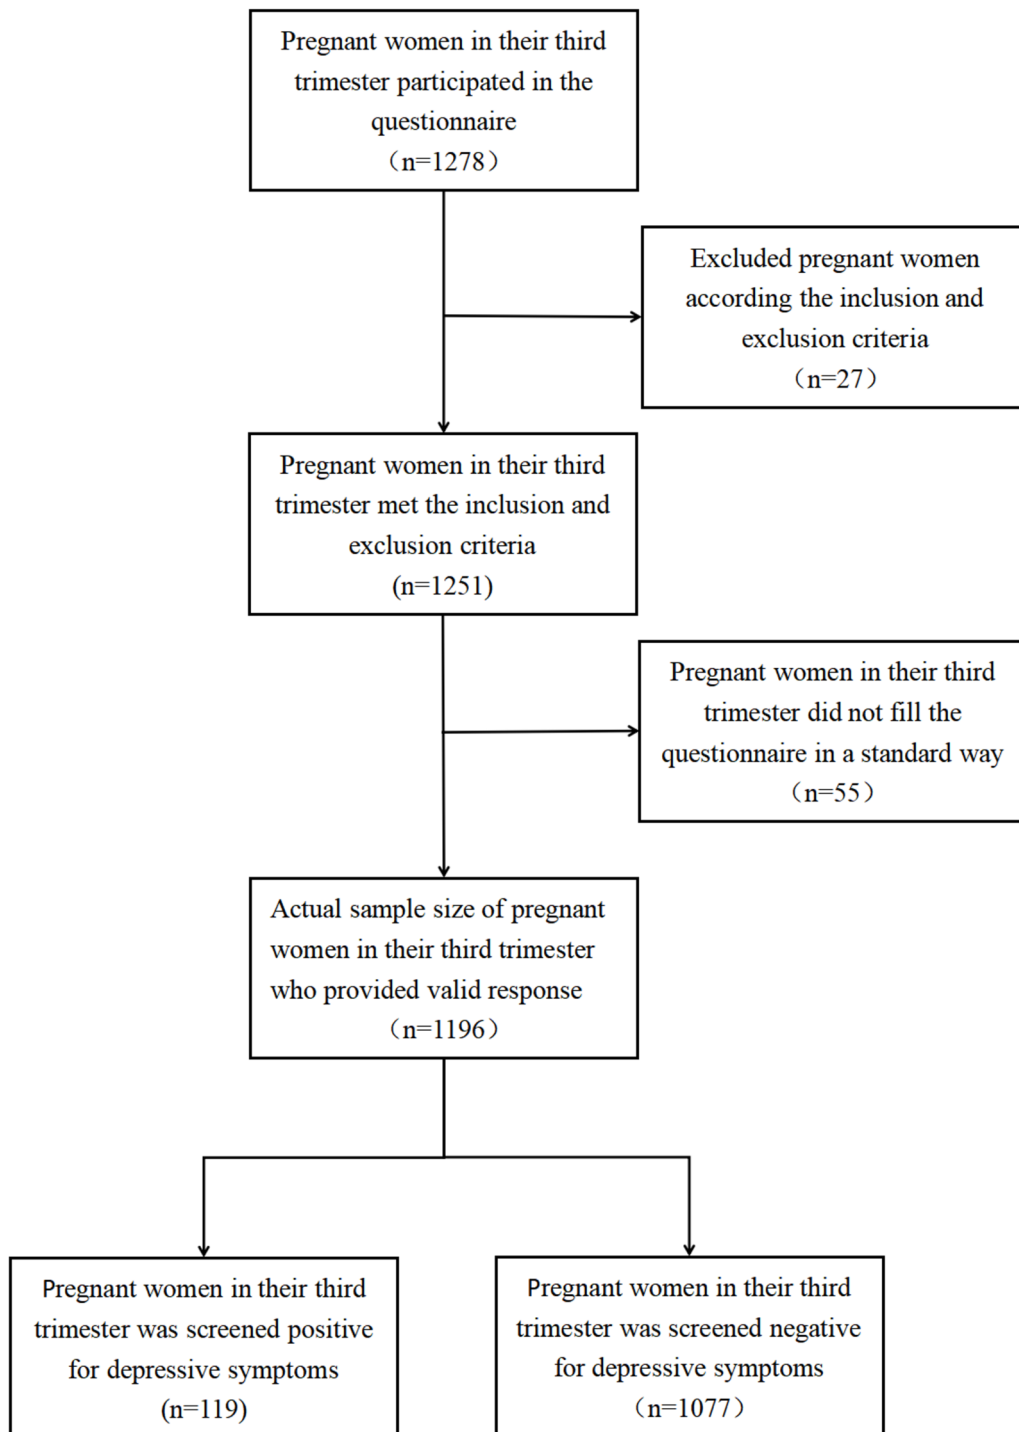 Pregnant women in their third
trimester participated in the
questionnaire
（n=1278）
Excluded pregnant women
according the inclusion and
exclusion criteria
（n=27）
Pregnant women in their third
trimester met the inclusion and
exclusion criteria
(n=1251)
Pregnant women in their third
trimester did not fill the
questionnaire in a standard way
（n=55）
Actual sample size of pregnant
women in their third trimester
who provided valid response
（n=1196）
Pregnant women in their third
trimester was screened positive
for depressive symptoms
(n=119)
Pregnant women in their third
trimester was screened negative
for depressive symptoms
（n=1077）